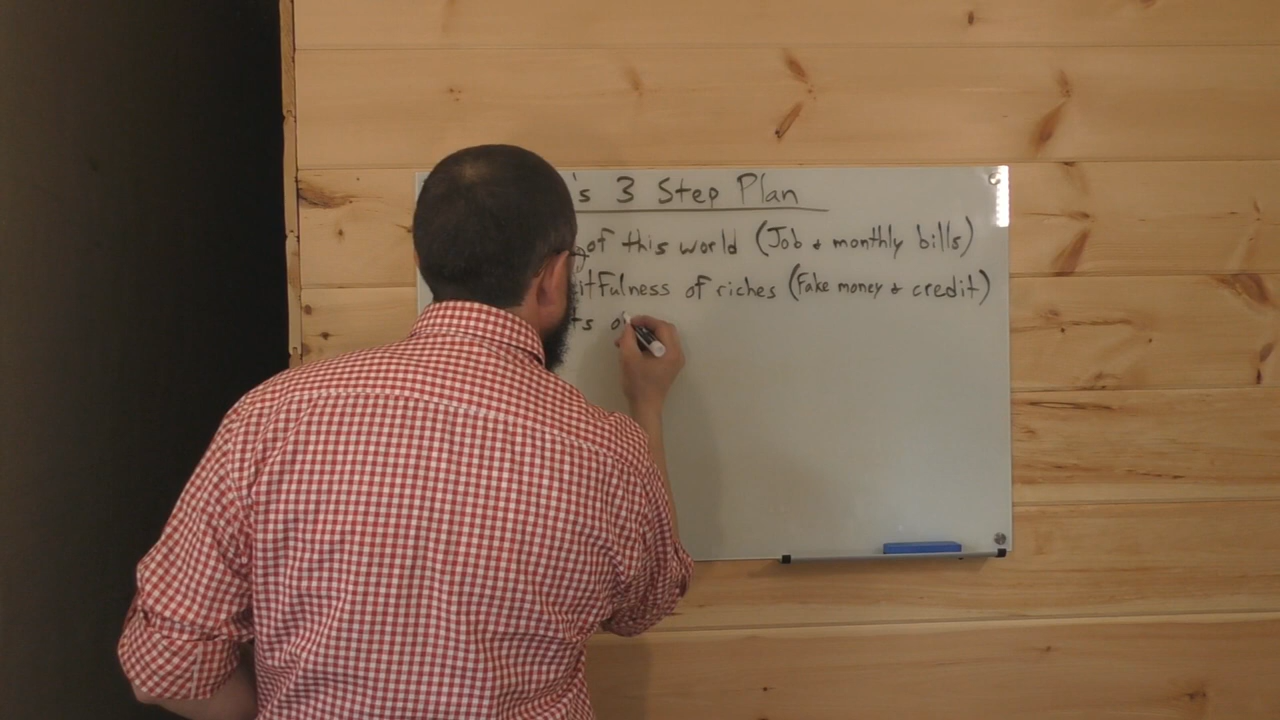 's 3 Step Plan
of this world (Job & monthly bills)
itfulness of riches (Fake money & credit)
ts o